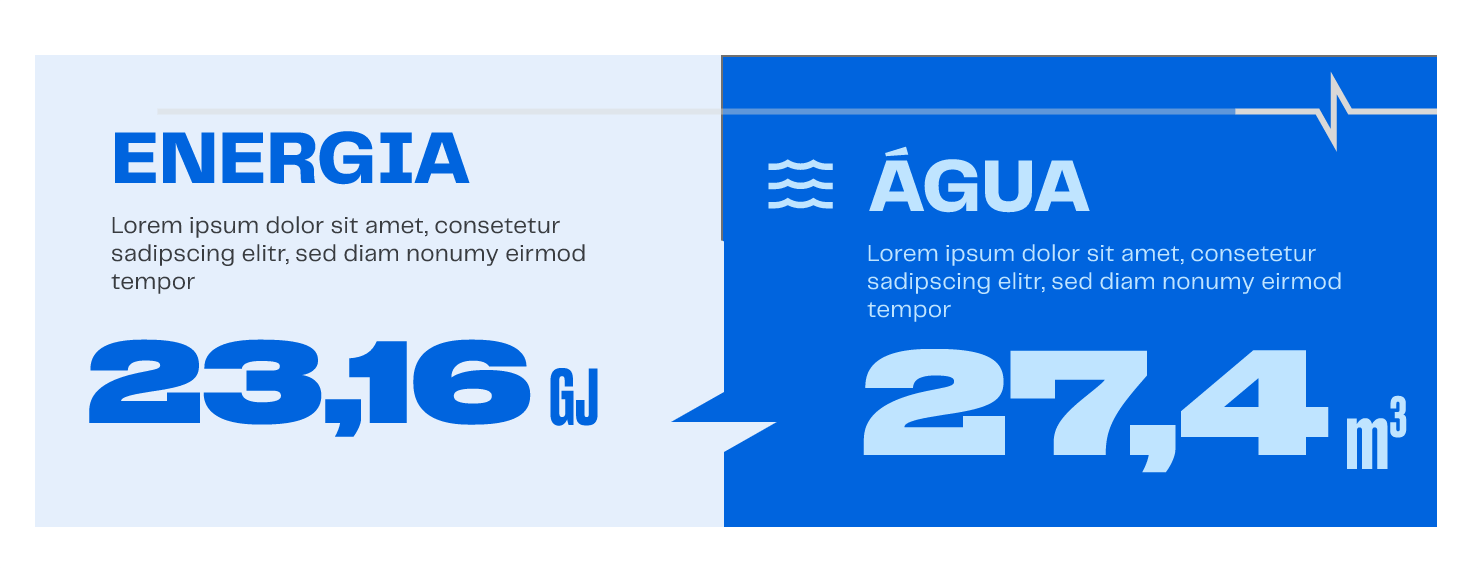 ENERGIA
Lorem ipsum dolor sit amet, consetetur
sadipscing elitr, sed diam nonumy eirmod
tempor
23,16 GJ
ÁGUA
Lorem ipsum dolor sit amet, consetetur
sadipscing elitr, sed diam nonumy eirmod
tempor
27,4 m³